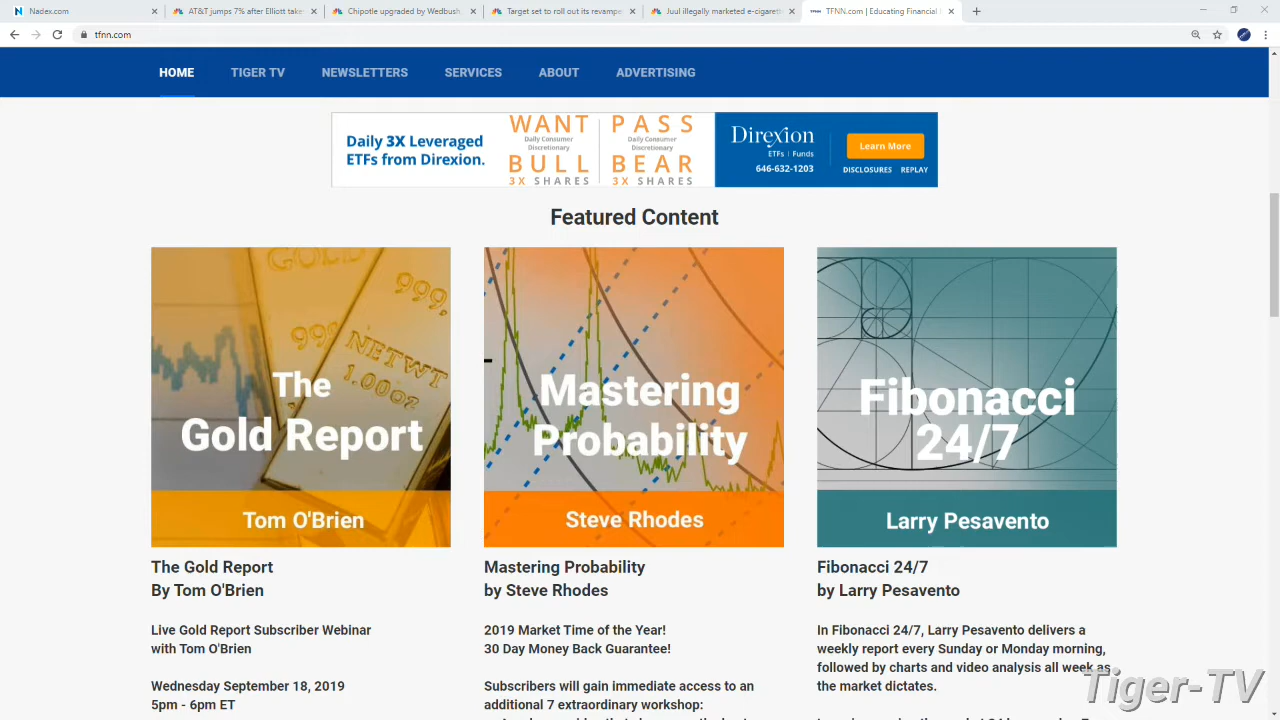 Nadex.com
AT&T jumps 7% after Elliott take
Chipotle upgraded by Wedbush
Target set to roll out its revampe
Juul illegally marketed e-cigarett
TFNN.com | Educating Financial
tfnn.com
HOME TIGER TV NEWSLETTERS SERVICES ABOUT ADVERTISING
Daily 3X Leveraged
ETFs from Direxion.
WANT
Daily Consumer
Discretionary
BULL
3X SHARES
PASS
Daily Consumer
Discretionary
BEAR
3X SHARES
Direxion
ETFs | Funds
646-632-1203
Learn More
DISCLOSURES REPLAY
Featured Content
GOLD
999.
999
NETWT
1.00oz
The
Gold Report
Tom O'Brien
Mastering
Probability
Steve Rhodes
Fibonacci
24/7
Larry Pesavento
The Gold Report
By Tom O'Brien
Live Gold Report Subscriber Webinar
with Tom O'Brien
Wednesday September 18, 2019
5pm - 6pm ET
Mastering Probability
by Steve Rhodes
2019 Market Time of the Year!
30 Day Money Back Guarantee!
Subscribers will gain immediate access to an
additional 7 extraordinary workshop:
Fibonacci 24/7
by Larry Pesavento
In Fibonacci 24/7, Larry Pesavento delivers a
weekly report every Sunday or Monday morning,
followed by charts and video analysis all week as
the market dictates.
Tiger-TV